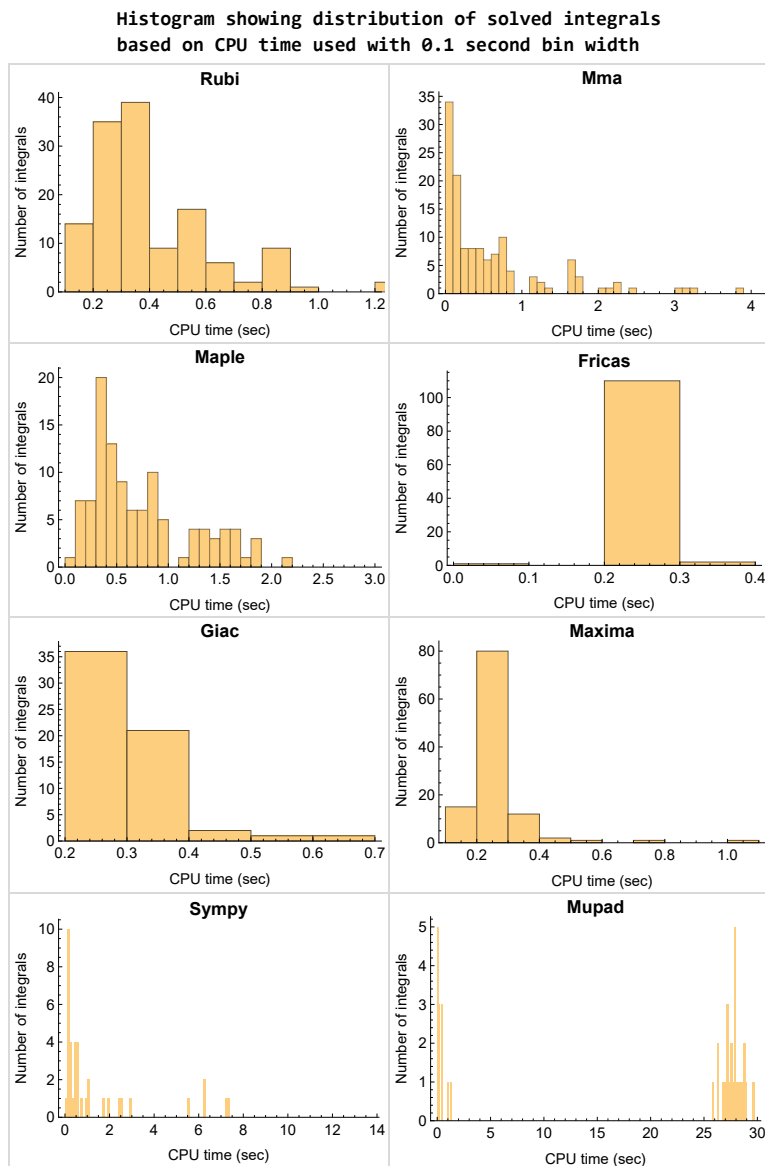 Histogram showing distribution of solved integrals
based on CPU time used with 0.1 second bin width
Rubi
Number of integrals
0 10 20 30 40
0.2 0.4 0.6 0.8 1.0 1.2
CPU time (sec)
Mma
Number of integrals
0 5 10 15 20 25 30 35
0 1 2 3 4
CPU time (sec)
Maple
Number of integrals
0 5 10 15 20
0.0 0.5 1.0 1.5 2.0 2.5 3.0
CPU time (sec)
Fricas
Number of integrals
0 20 40 60 80 100
0.0 0.1 0.2 0.3 0.4
CPU time (sec)
Giac
Number of integrals
0 5 10 15 20 25 30 35
0.2 0.3 0.4 0.5 0.6 0.7
CPU time (sec)
Maxima
Number of integrals
0 20 40 60 80
0.2 0.4 0.6 0.8 1.0
CPU time (sec)
Sympy
Number of integrals
0 2 4 6 8 10
0 2 4 6 8 10 12 14
CPU time (sec)
Mupad
Number of integrals
0 1 2 3 4 5
0 5 10 15 20 25 30
CPU time (sec)